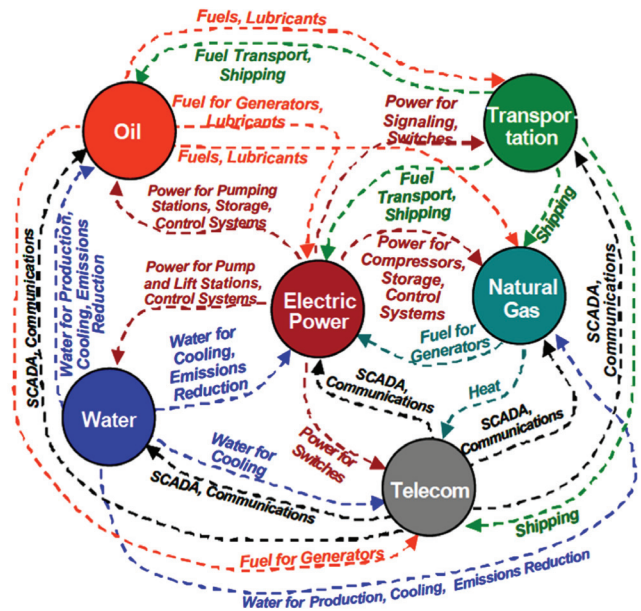 Fuels, Lubricants
Fuel Transport,
Shipping
Oil
Fuel for Generators,
Lubricants
Fuels, Lubricants
Power for
Signaling,
Switches
Transpor-
tation
Power for Pumping
Stations, Storage,
Control Systems
Fuel
Transport,
Shipping
Shipping
Power for Pump
and Lift Stations,
Control Systems
Electric
Power
Power for
Compressors,
Storage,
Control
Systems
Natural
Gas
SCADA, Communications
Water for Production,
Cooling, Emissions
Reduction
Water for
Cooling,
Emissions
Reduction
Fuel for
Generators
SCADA,
Communications
SCADA,
Communications
Heat
SCADA,
Communications
Water
Water for
Cooling
Power for
Switches
SCADA, Communications
Telecom
Shipping
Fuel for Generators
Water for Production, Cooling, Emissions Reduction